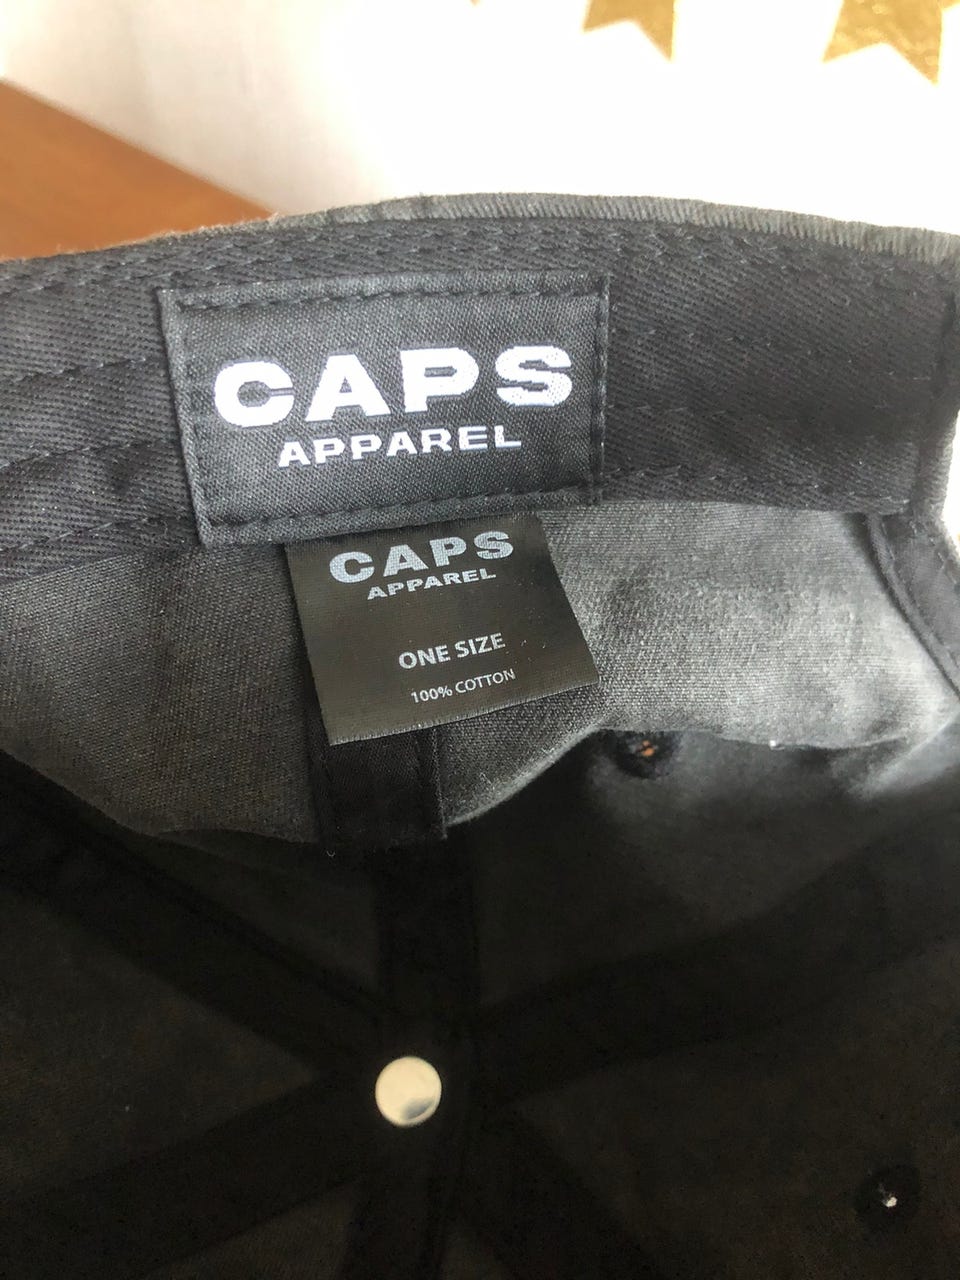 CAPS
APPAREL
CAPS
APPAREL
ONE SIZE
100% COTTON